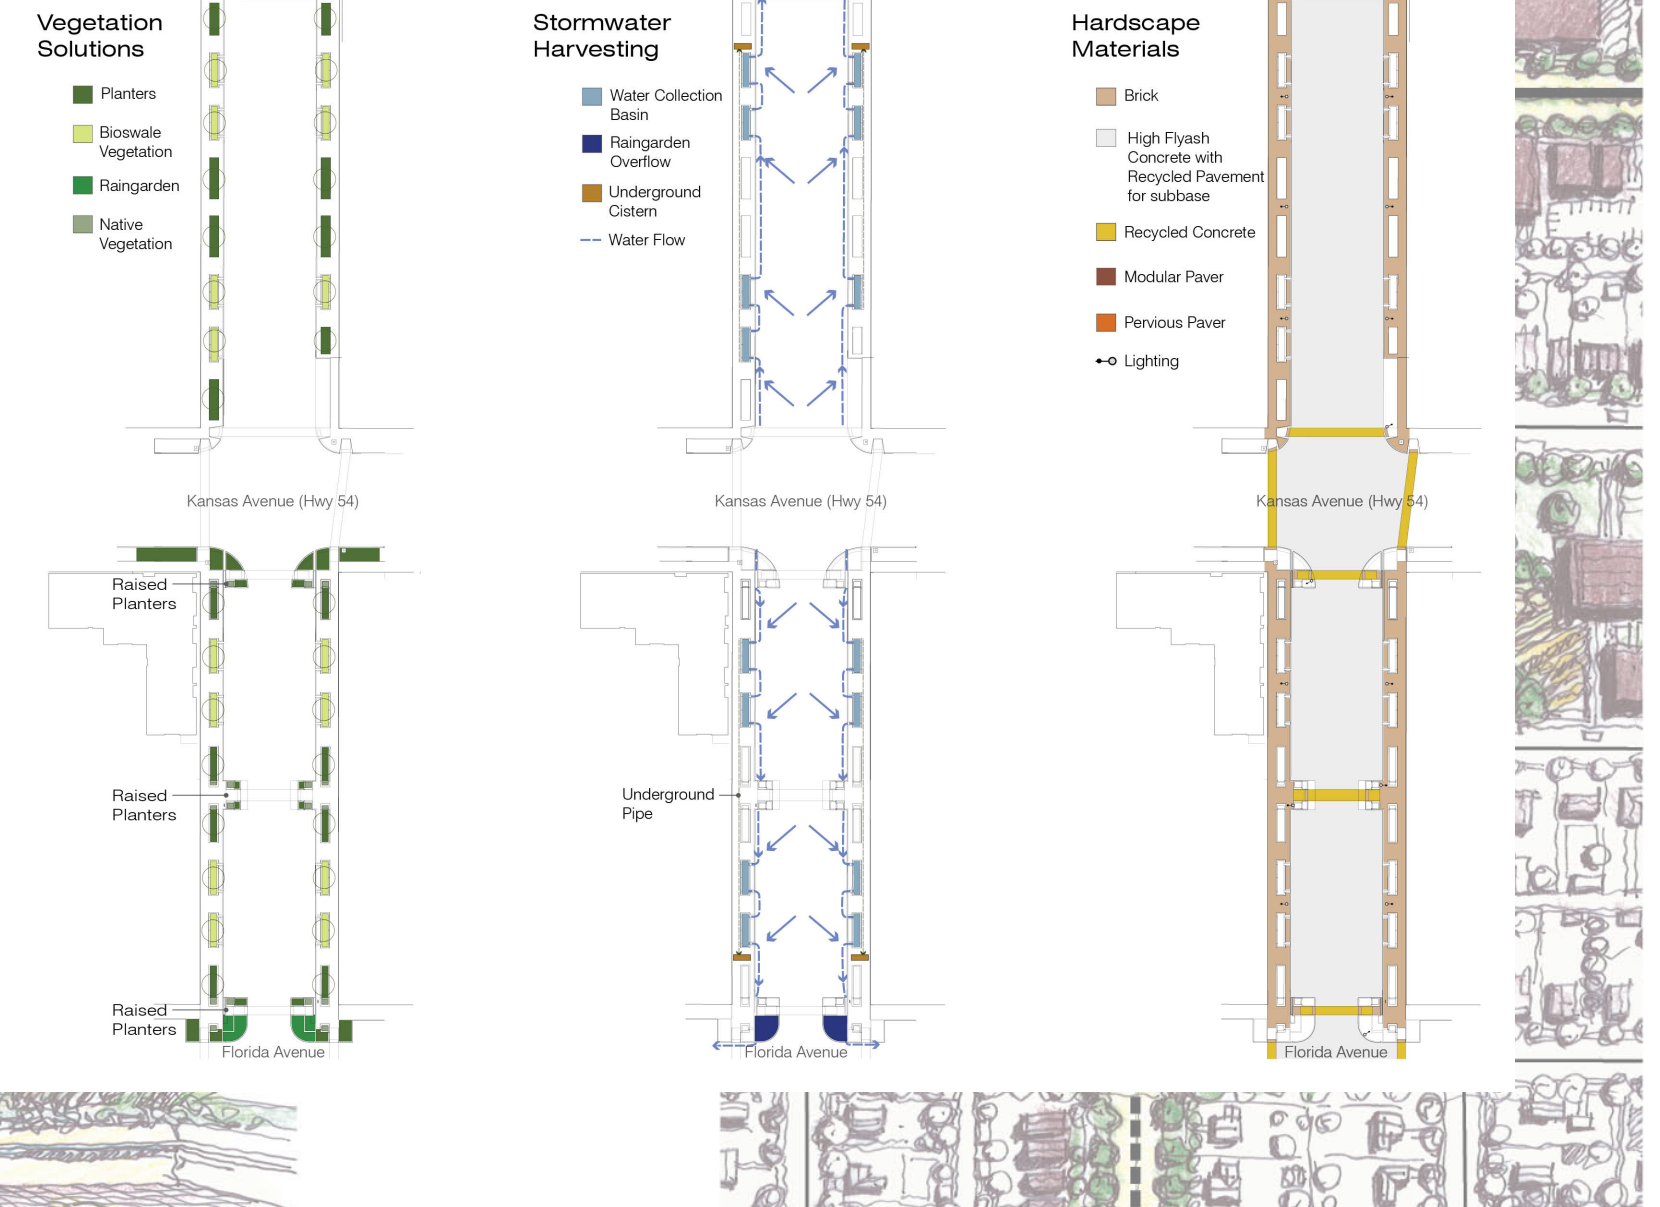 Vegetation
Solutions
Planters
Bioswale
Vegetation
Raingarden
Native
Vegetation
Kansas Avenue (Hwy 54)
Raised
Planters
Raised
Planters
Raised
Planters
Florida Avenue
Stormwater
Harvesting
Water Collection
Basin
Raingarden
Overflow
Underground
Cistern
Water Flow
Kansas Avenue (Hwy 54)
Underground
Pipe
Florida Avenue
Hardscape
Materials
Brick
High Flyash
Concrete with
Recycled Pavement
for subbase
Recycled Concrete
Modular Paver
Pervious Paver
Lighting
Kansas Avenue (Hwy 54)
Florida Avenue